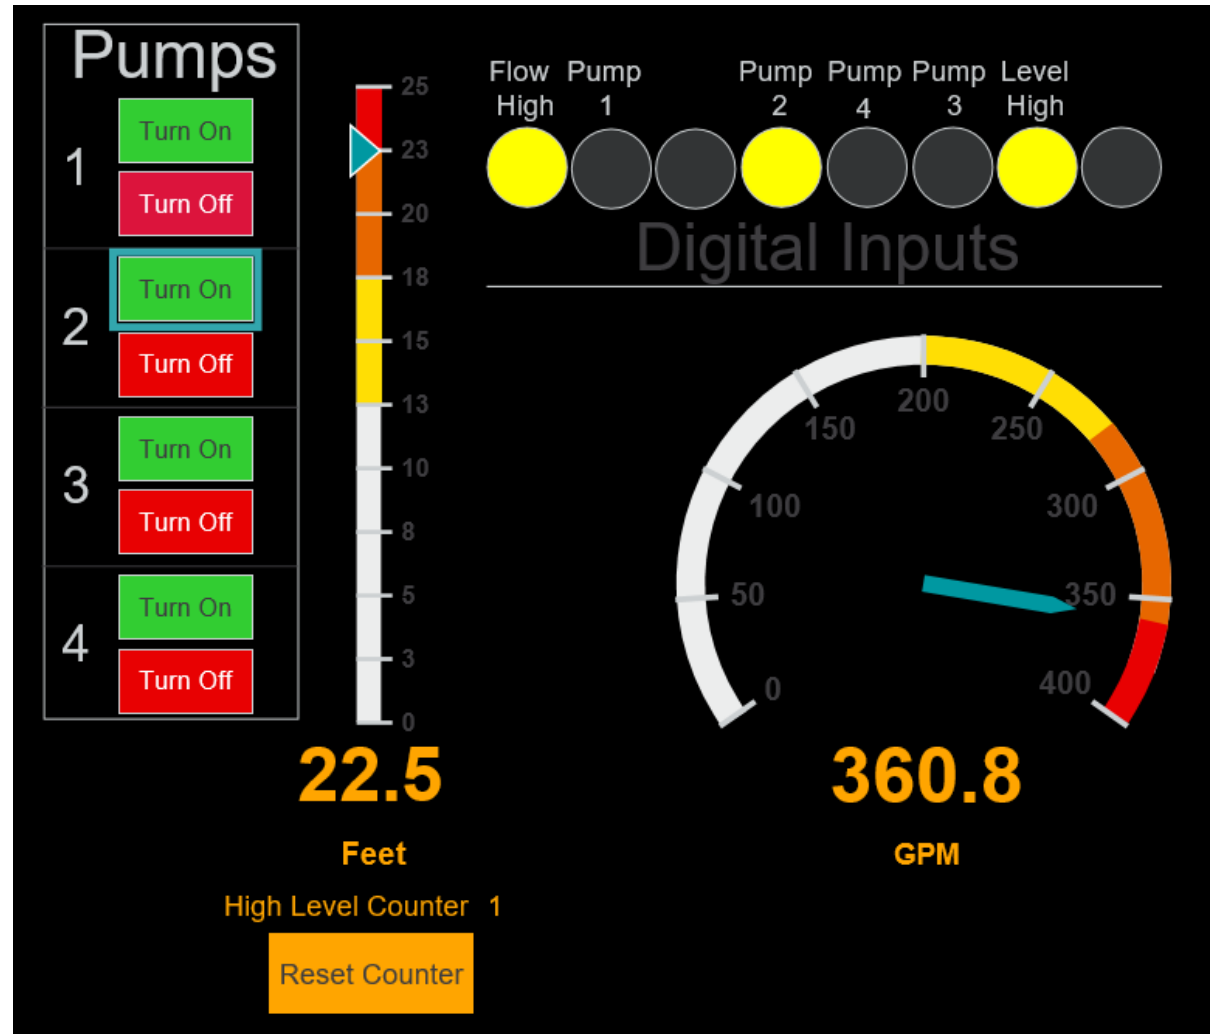 Pumps
1
Turn On
Turn Off
2
Turn On
Turn Off
3
Turn On
Turn Off
4
Turn On
Turn Off
25
23
20
18
15
13
10
8
5
3
0
22.5
Feet
High Level Counter 1
Reset Counter
Flow High
Pump 1
Pump 2
Pump 4
Pump 3
Level High
Digital Inputs
0
50
100
150
200
250
300
350
400
360.8
GPM